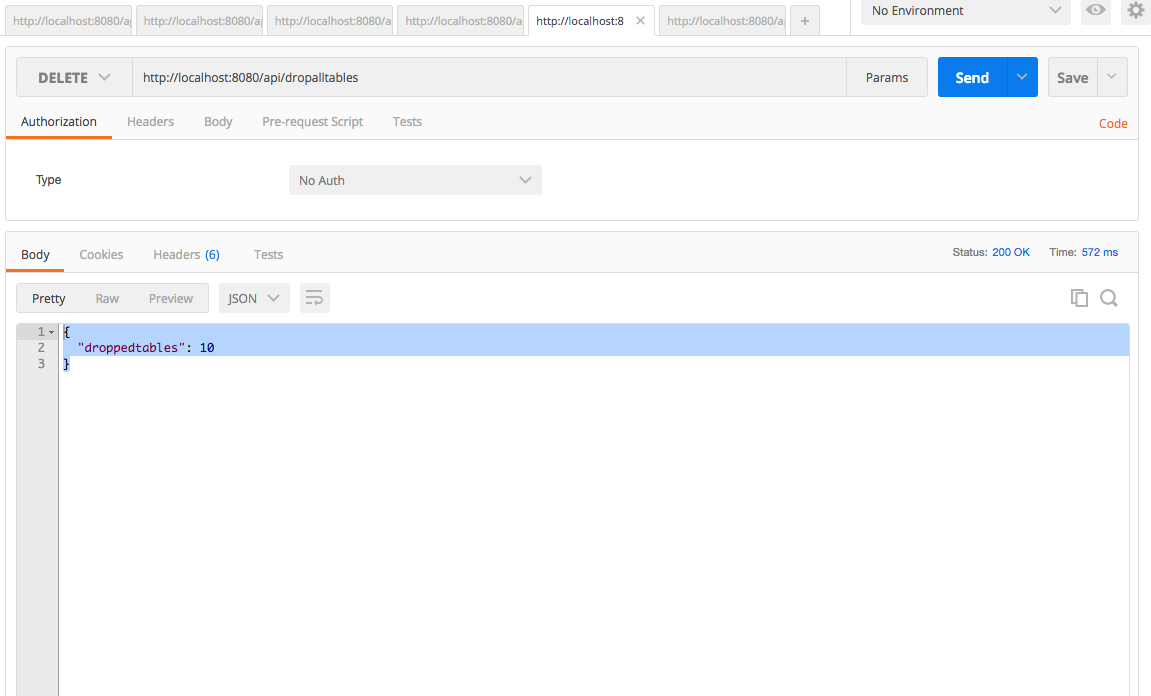 http://localhost:8080/a http://localhost:8080/a http://localhost:8080/a http://localhost:8080/a http://localhost:8 http://localhost:8080/a + No Environment
DELETE http://localhost:8080/api/dropalltables Params Send Save
Authorization Headers Body Pre-request Script Tests Code
Type No Auth
Body Cookies Headers (6) Tests Status: 200 OK Time: 572 ms
Pretty Raw Preview JSON
1 {
2 "droppedtables": 10
3 }